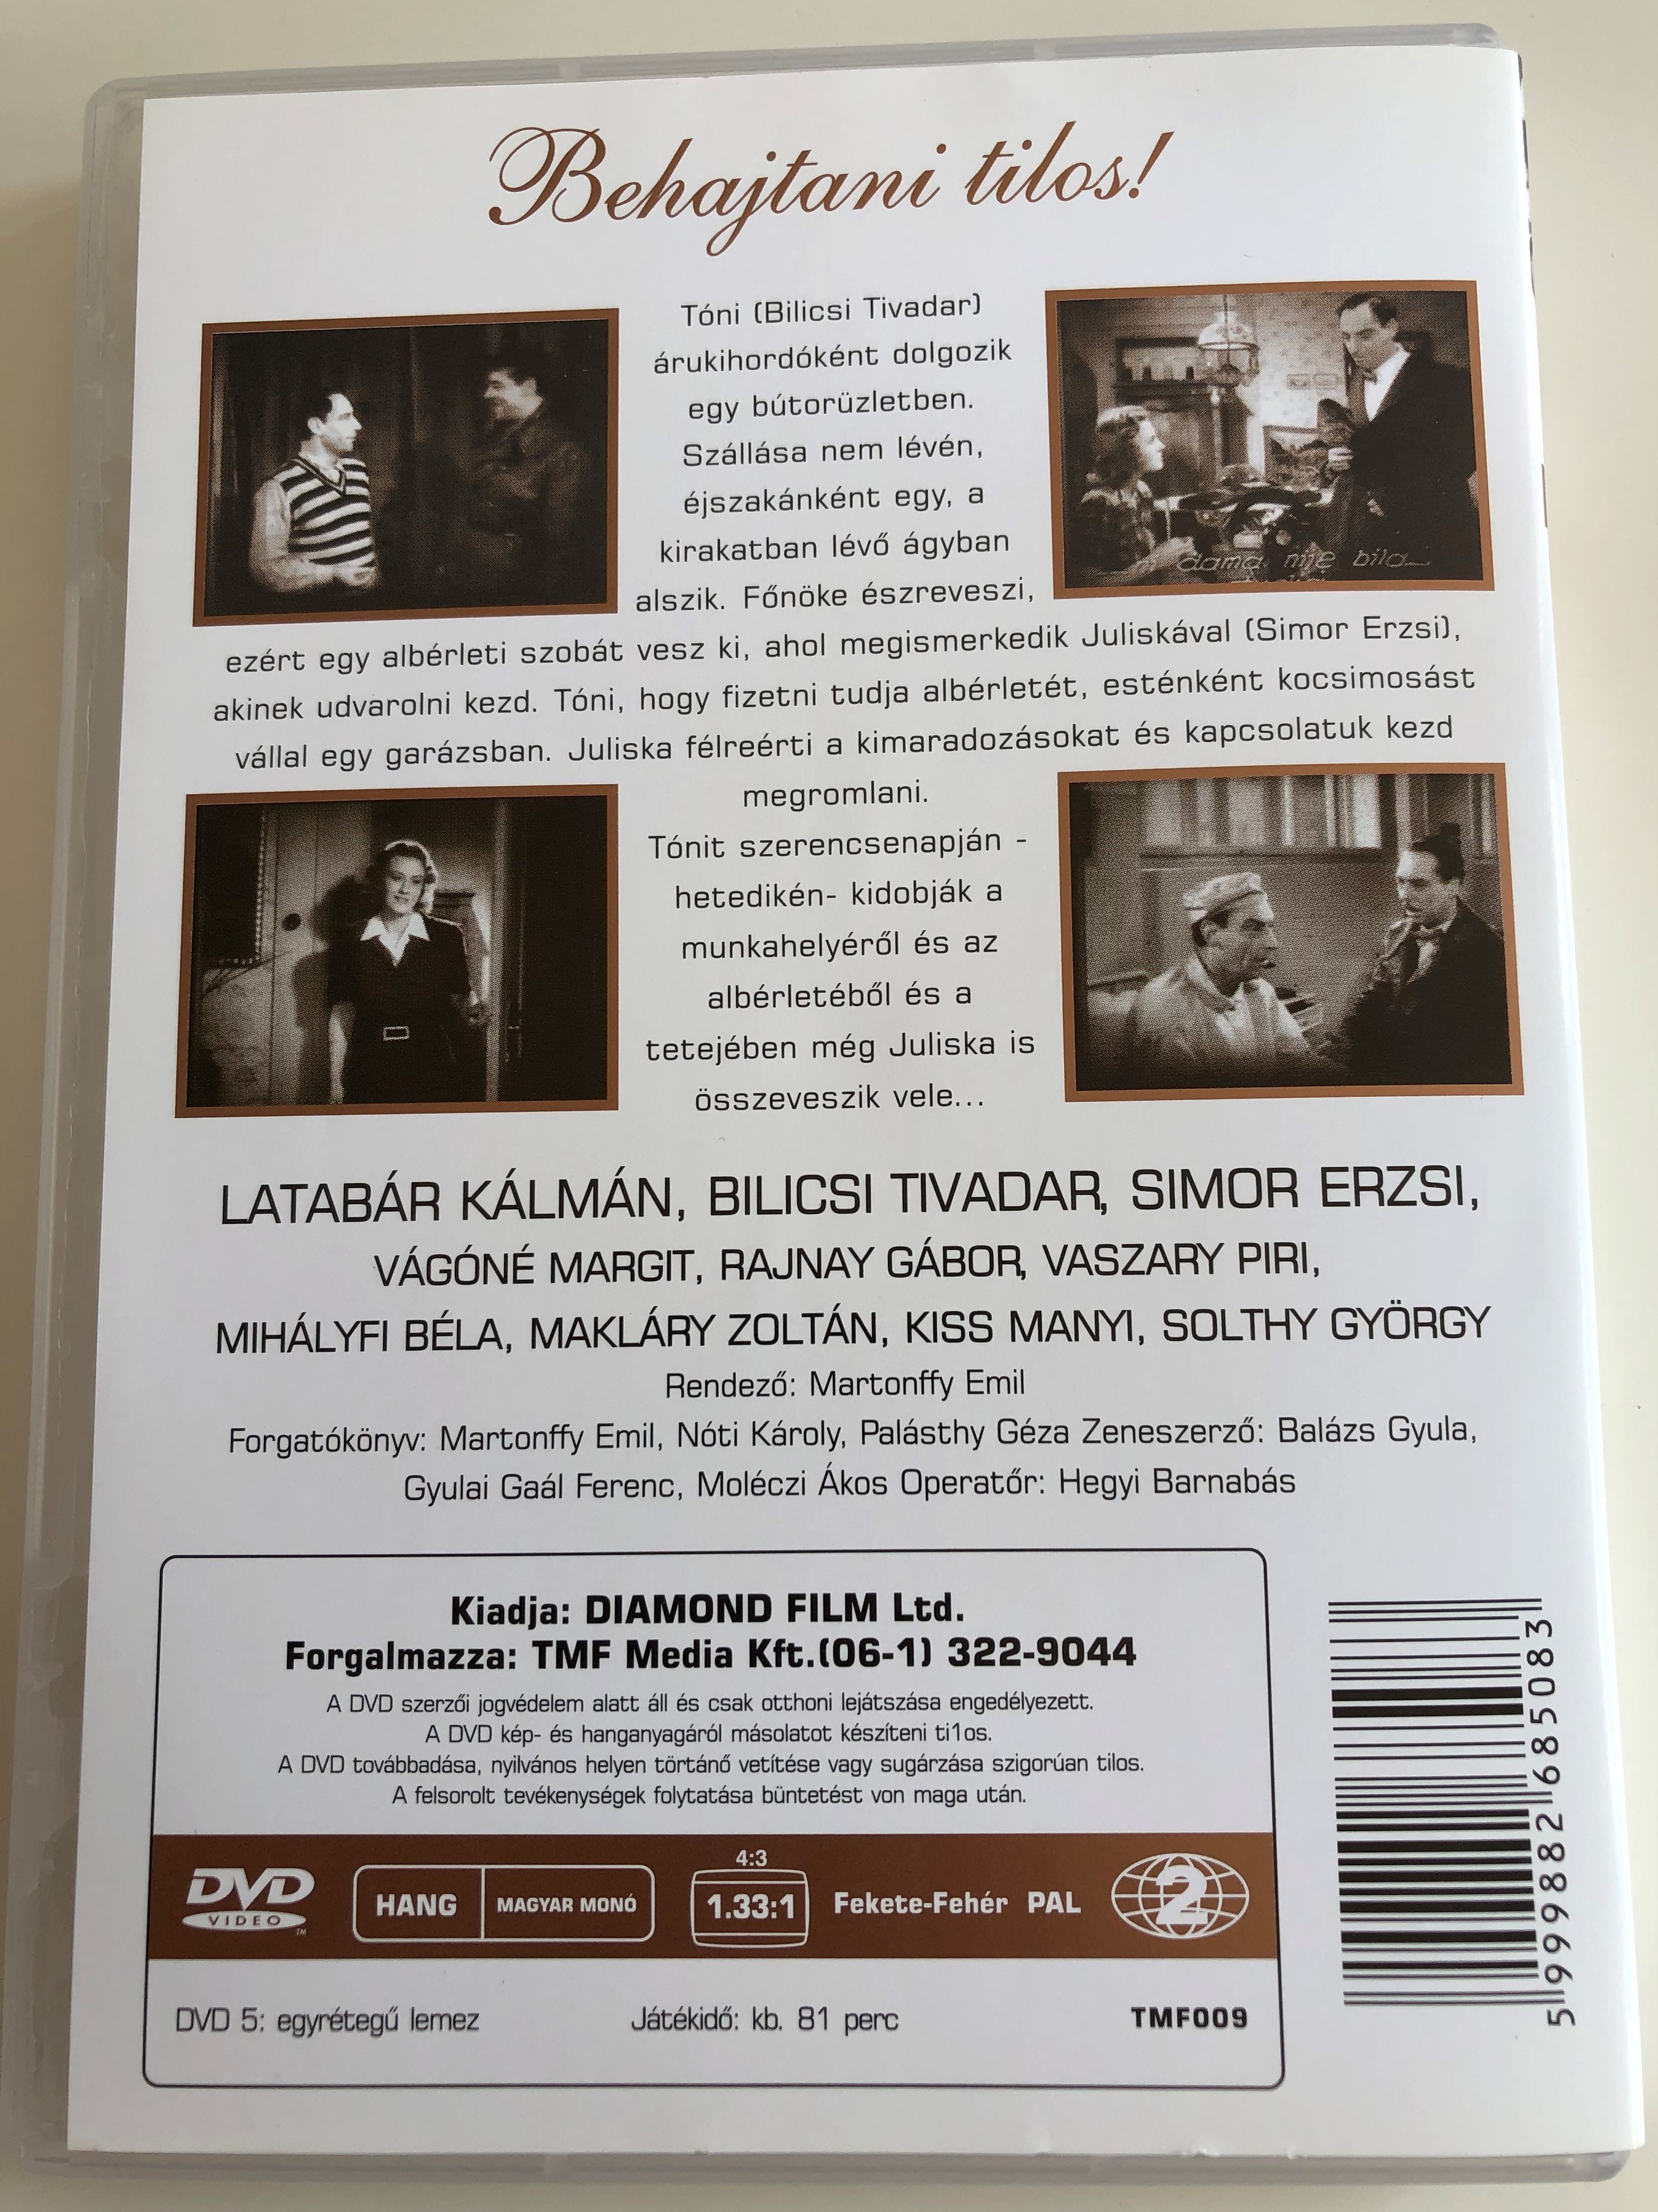 Behajtani tilos!
Tóni (Bilicsi Tivadar)
árukihordóként dolgozik
egy bútorüzletben.
Szállása nem lévén,
éjszakánként egy, a
kirakatban lévő ágyban
alszik. Főnöke észreveszi,
dama nije bila
ezért egy albérleti szobát vesz ki, ahol megismerkedik Juliskával (Simor Erzsi),
akinek udvarolni kezd. Tóni, hogy fizetni tudja albérletét, esténként kocsimosást
vállal egy garázsban. Juliska félreérti a kimaradozásokat és kapcsolatuk kezd
megromlani.
Tónit szerencsenapján -
hetedikén- kidobják a
munkahelyéről és az
albérletéből és a
tetejében még Juliska is
összeveszik vele...
LATABÁR KÁLMÁN, BILICSI TIVADAR, SIMOR ERZSI,
VÁGÓNÉ MARGIT, RAJNAY GÁBOR, VASZARY PIRI,
MIHÁLYFI BÉLA, MAKLÁRY ZOLTÁN, KISS MANYI, SOLTHY GYÖRGY
Rendező: Martonffy Emil
Forgatókönyv: Martonffy Emil, Nóti Károly, Palásthy Géza Zeneszerző: Balázs Gyula,
Gyulai Gaál Ferenc, Moléczi Ákos Operatőr: Hegyi Barnabás
Kiadja: DIAMOND FILM Ltd.
Forgalmazza: TMF Media Kft.(06-1) 322-9044
A DVD szerzői jogvédelem alatt áll és csak otthoni lejátszása engedélyezett.
A DVD kép- és hanganyagáról másolatot készíteni ti1os.
A DVD továbbadása, nyilvános helyen törtánő vetítése vagy sugárzása szigorúan tilos.
A felsorolt tevékenységek folytatása büntetést von maga után.
DVD VIDEO TM HANG MAGYAR MONÓ 4:3 1.33:1 Fekete-Fehér PAL 2
DVD 5: egyrétegű lemez Játékidő: kb. 81 perc TMF009
5 999882 685083